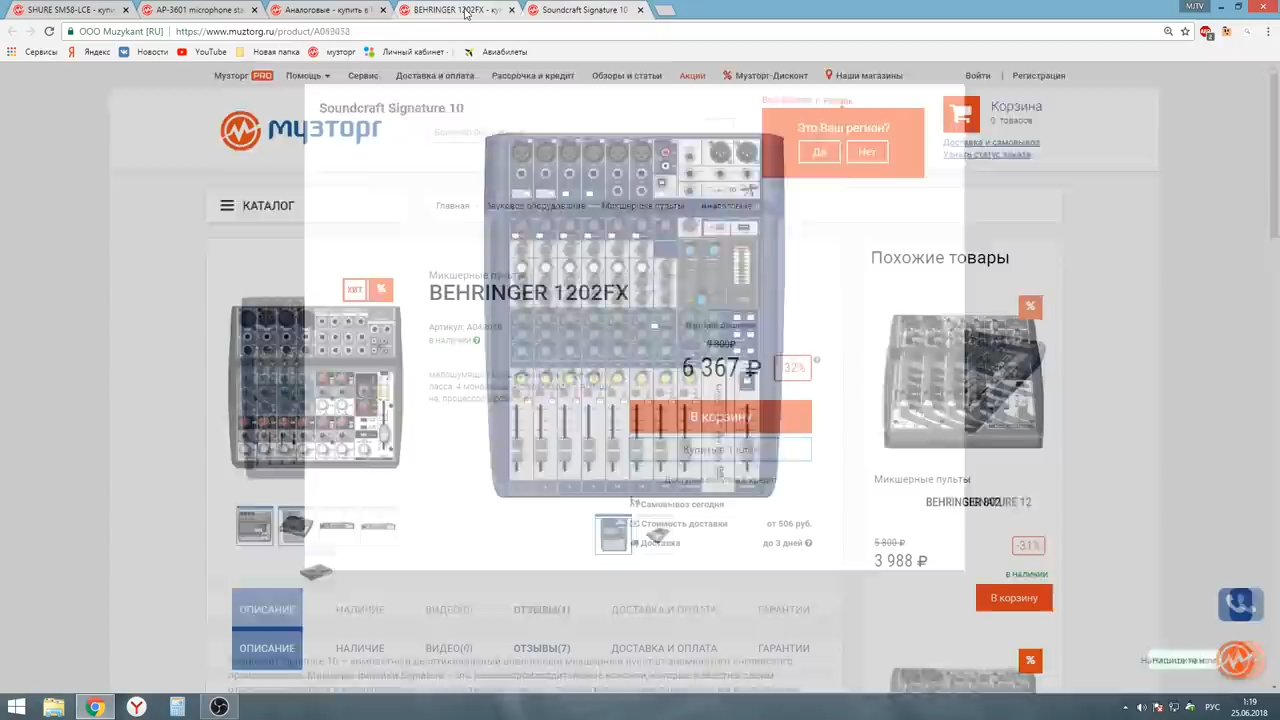 SHURE SM58-LCE - купи
AP-3601 microphone sta
Аналоговые - купить в
BEHRINGER 1202FX - куп
Soundcraft Signature 10
MJTV
ООО Muzykant [RU]
https://www.muztorg.ru/product/
Сервисы
Яндекс
Новости
YouTube
Новая папка
музторг
Личный кабинет
Авиабилеты
Музторг PRO
Помощь
Сервис
Доставка и оплата
Рассрочка и кредит
Обзоры и статьи
Акции
% Музторг-Дисконт
Наши магазины
Войти
Регистрация
Soundcraft Signature 10
музторг
Это Ваш регион?
Да
Нет
Корзина
0 товаров
Доставка и самовывоз
Узнать статус заказа
КАТАЛОГ
Главная
Звуковое оборудование
Микшерные пульты
Аналоговые
Похожие товары
ХИТ
%
Микшерные пульты
BEHRINGER 1202FX
Артикул:
в наличии
6 367 ₽
-32%
В корзину
Самовывоз сегодня
Стоимость доставки
от 506 руб.
Доставка
до 3 дней
%
Микшерные пульты
BEHRINGER 802
5 800 ₽
-31%
3 988 ₽
в наличии
В корзину
ОПИСАНИЕ
НАЛИЧИЕ
ВИДЕО(0)
ОТЗЫВЫ(1)
ДОСТАВКА И ОПЛАТА
ГАРАНТИИ
ОПИСАНИЕ
НАЛИЧИЕ
ВИДЕО(0)
ОТЗЫВЫ(7)
ДОСТАВКА И ОПЛАТА
ГАРАНТИИ
%
РУС
1:19
25.06.2018